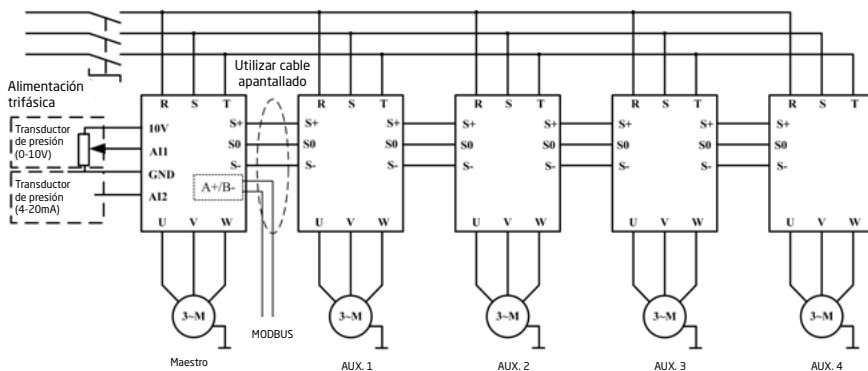 Alimentación
trifásica
Utilizar cable
apantallado
R S T
R S T
R S T
R S T
R S T
Transductor
de presión
(0-10V)
10V
AI1
GND
Transductor
de presión
(4-20mA)
AI2
S+
S0
S-
A+/B-
S+
S0
S-
S+
S0
S-
S+
S0
S-
S+
S0
S-
S+
S0
S-
S+
S0
S-
S+
S0
S-
U V W
U V W
U V W
U V W
U V W
3~M
3~M
3~M
3~M
3~M
Maestro
MODBUS
AUX. 1
AUX. 2
AUX. 3
AUX. 4